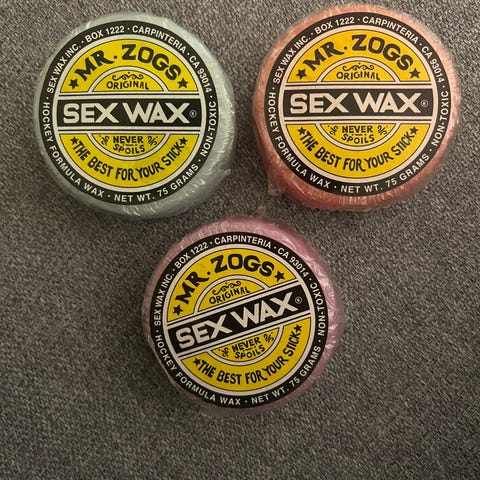 SEX WAX INC. · BOX 1222 · CARPINTERIA · CA 93014 ·
★ MR. ZOGS ★
ORIGINAL
SEX WAX®
NEVER
SPOILS
★THE BEST FOR YOUR STICK★
· HOCKEY FORMULA WAX · NET WT. 75 GRAMS · NON-TOXIC
SEX WAX INC. · BOX 1222 · CARPINTERIA · CA 93014 ·
★ MR. ZOGS ★
ORIGINAL
SEX WAX®
NEVER
SPOILS
★THE BEST FOR YOUR STICK★
· HOCKEY FORMULA WAX · NET WT. 75 GRAMS · NON-TOXIC
SEX WAX INC. · BOX 1222 · CARPINTERIA · CA 93014 ·
★ MR. ZOGS ★
ORIGINAL
SEX WAX®
NEVER
SPOILS
★THE BEST FOR YOUR STICK★
· HOCKEY FORMULA WAX · NET WT. 75 GRAMS · NON-TOXIC